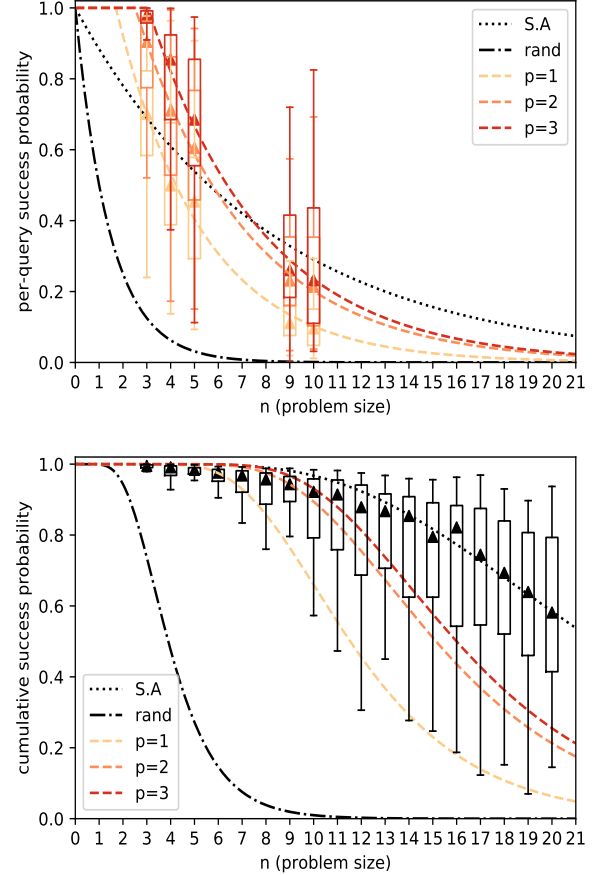 1.0
0.8
0.6
0.4
0.2
0.0
per-query success probability
S.A
rand
p=1
p=2
p=3
0 1 2 3 4 5 6 7 8 9 10 11 12 13 14 15 16 17 18 19 20 21
n (problem size)
1.0
0.8
0.6
0.4
0.2
0.0
cumulative success probability
S.A
rand
p=1
p=2
p=3
0 1 2 3 4 5 6 7 8 9 10 11 12 13 14 15 16 17 18 19 20 21
n (problem size)